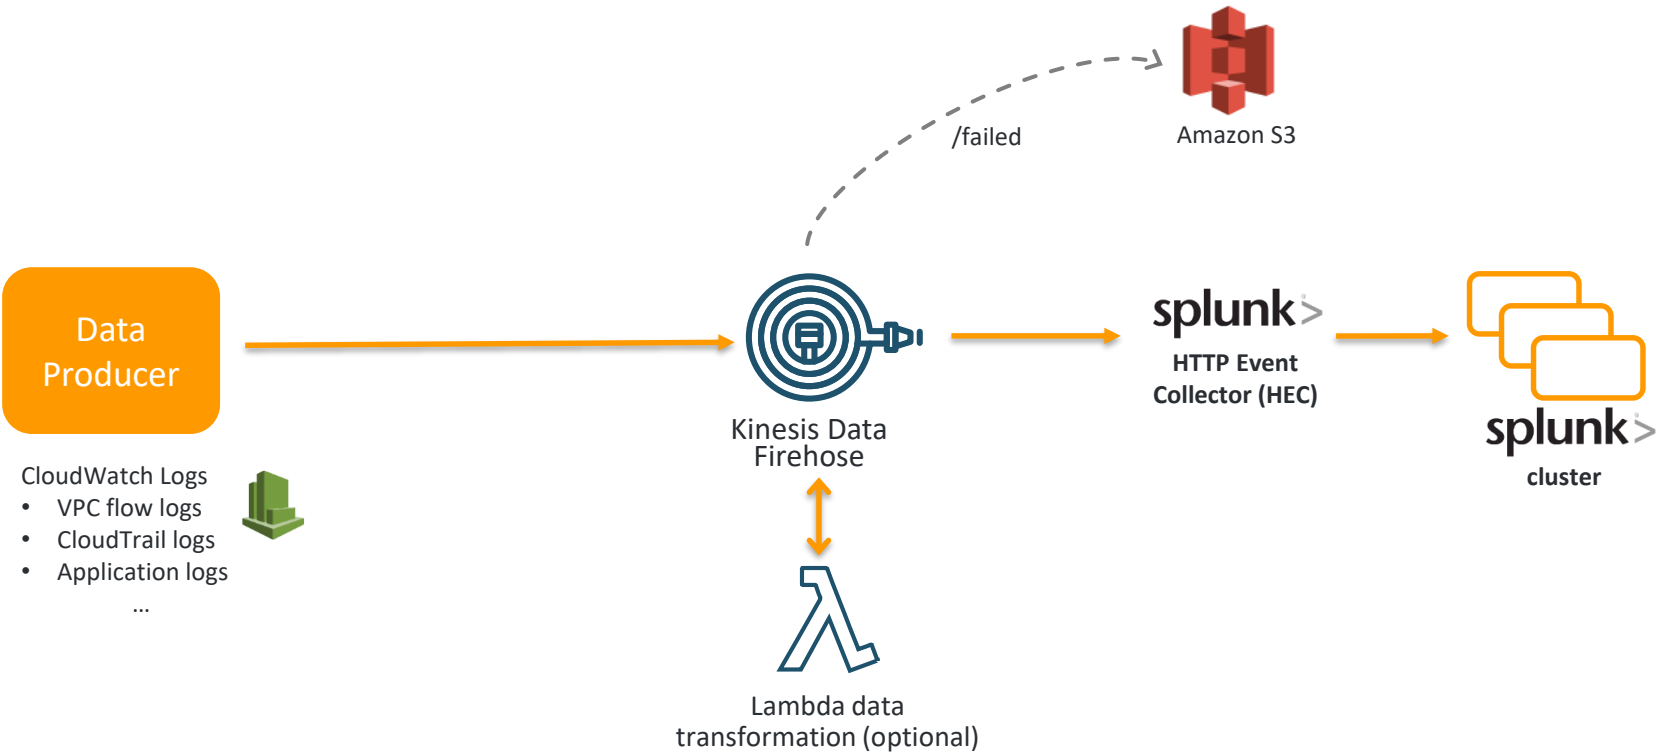 /failed
Amazon S3
Data
Producer
CloudWatch Logs
• VPC flow logs
• CloudTrail logs
• Application logs
...
Kinesis Data
Firehose
Lambda data
transformation (optional)
splunk>
HTTP Event
Collector (HEC)
splunk>
cluster